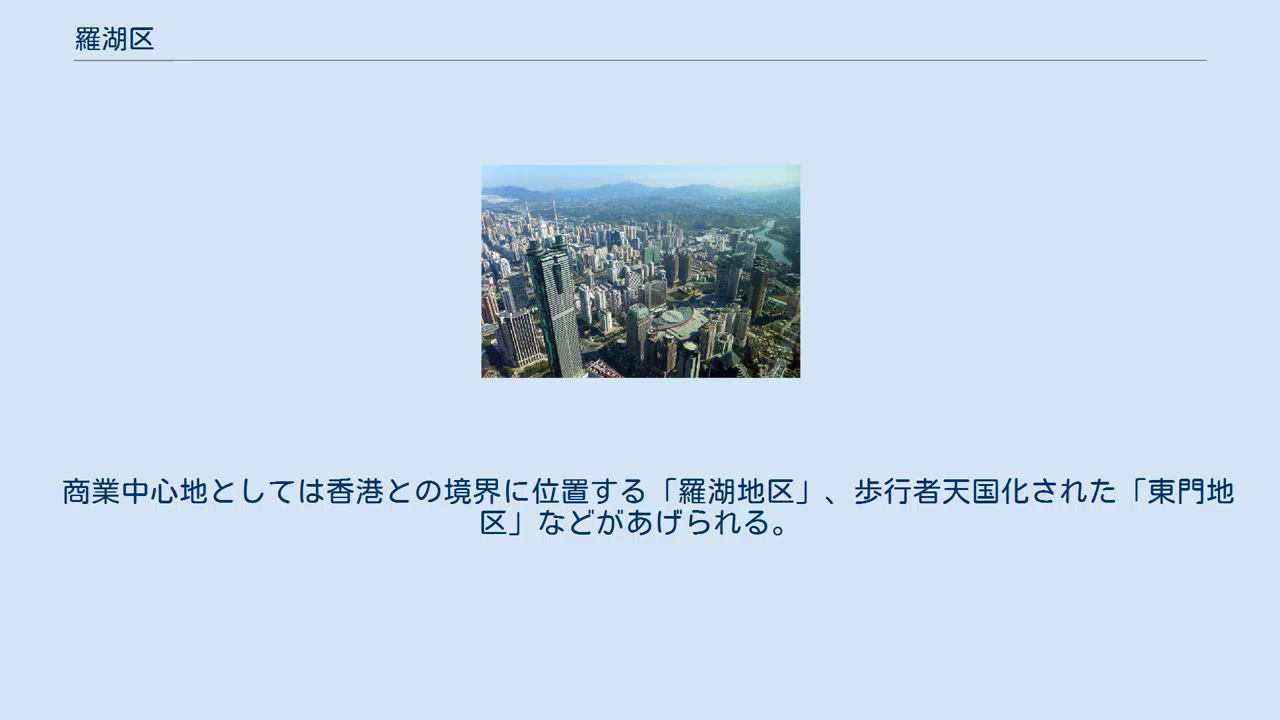 羅湖区
商業中心地としては香港との境界に位置する「羅湖地区」、歩行者天国化された「東門地
区」などがあげられる。